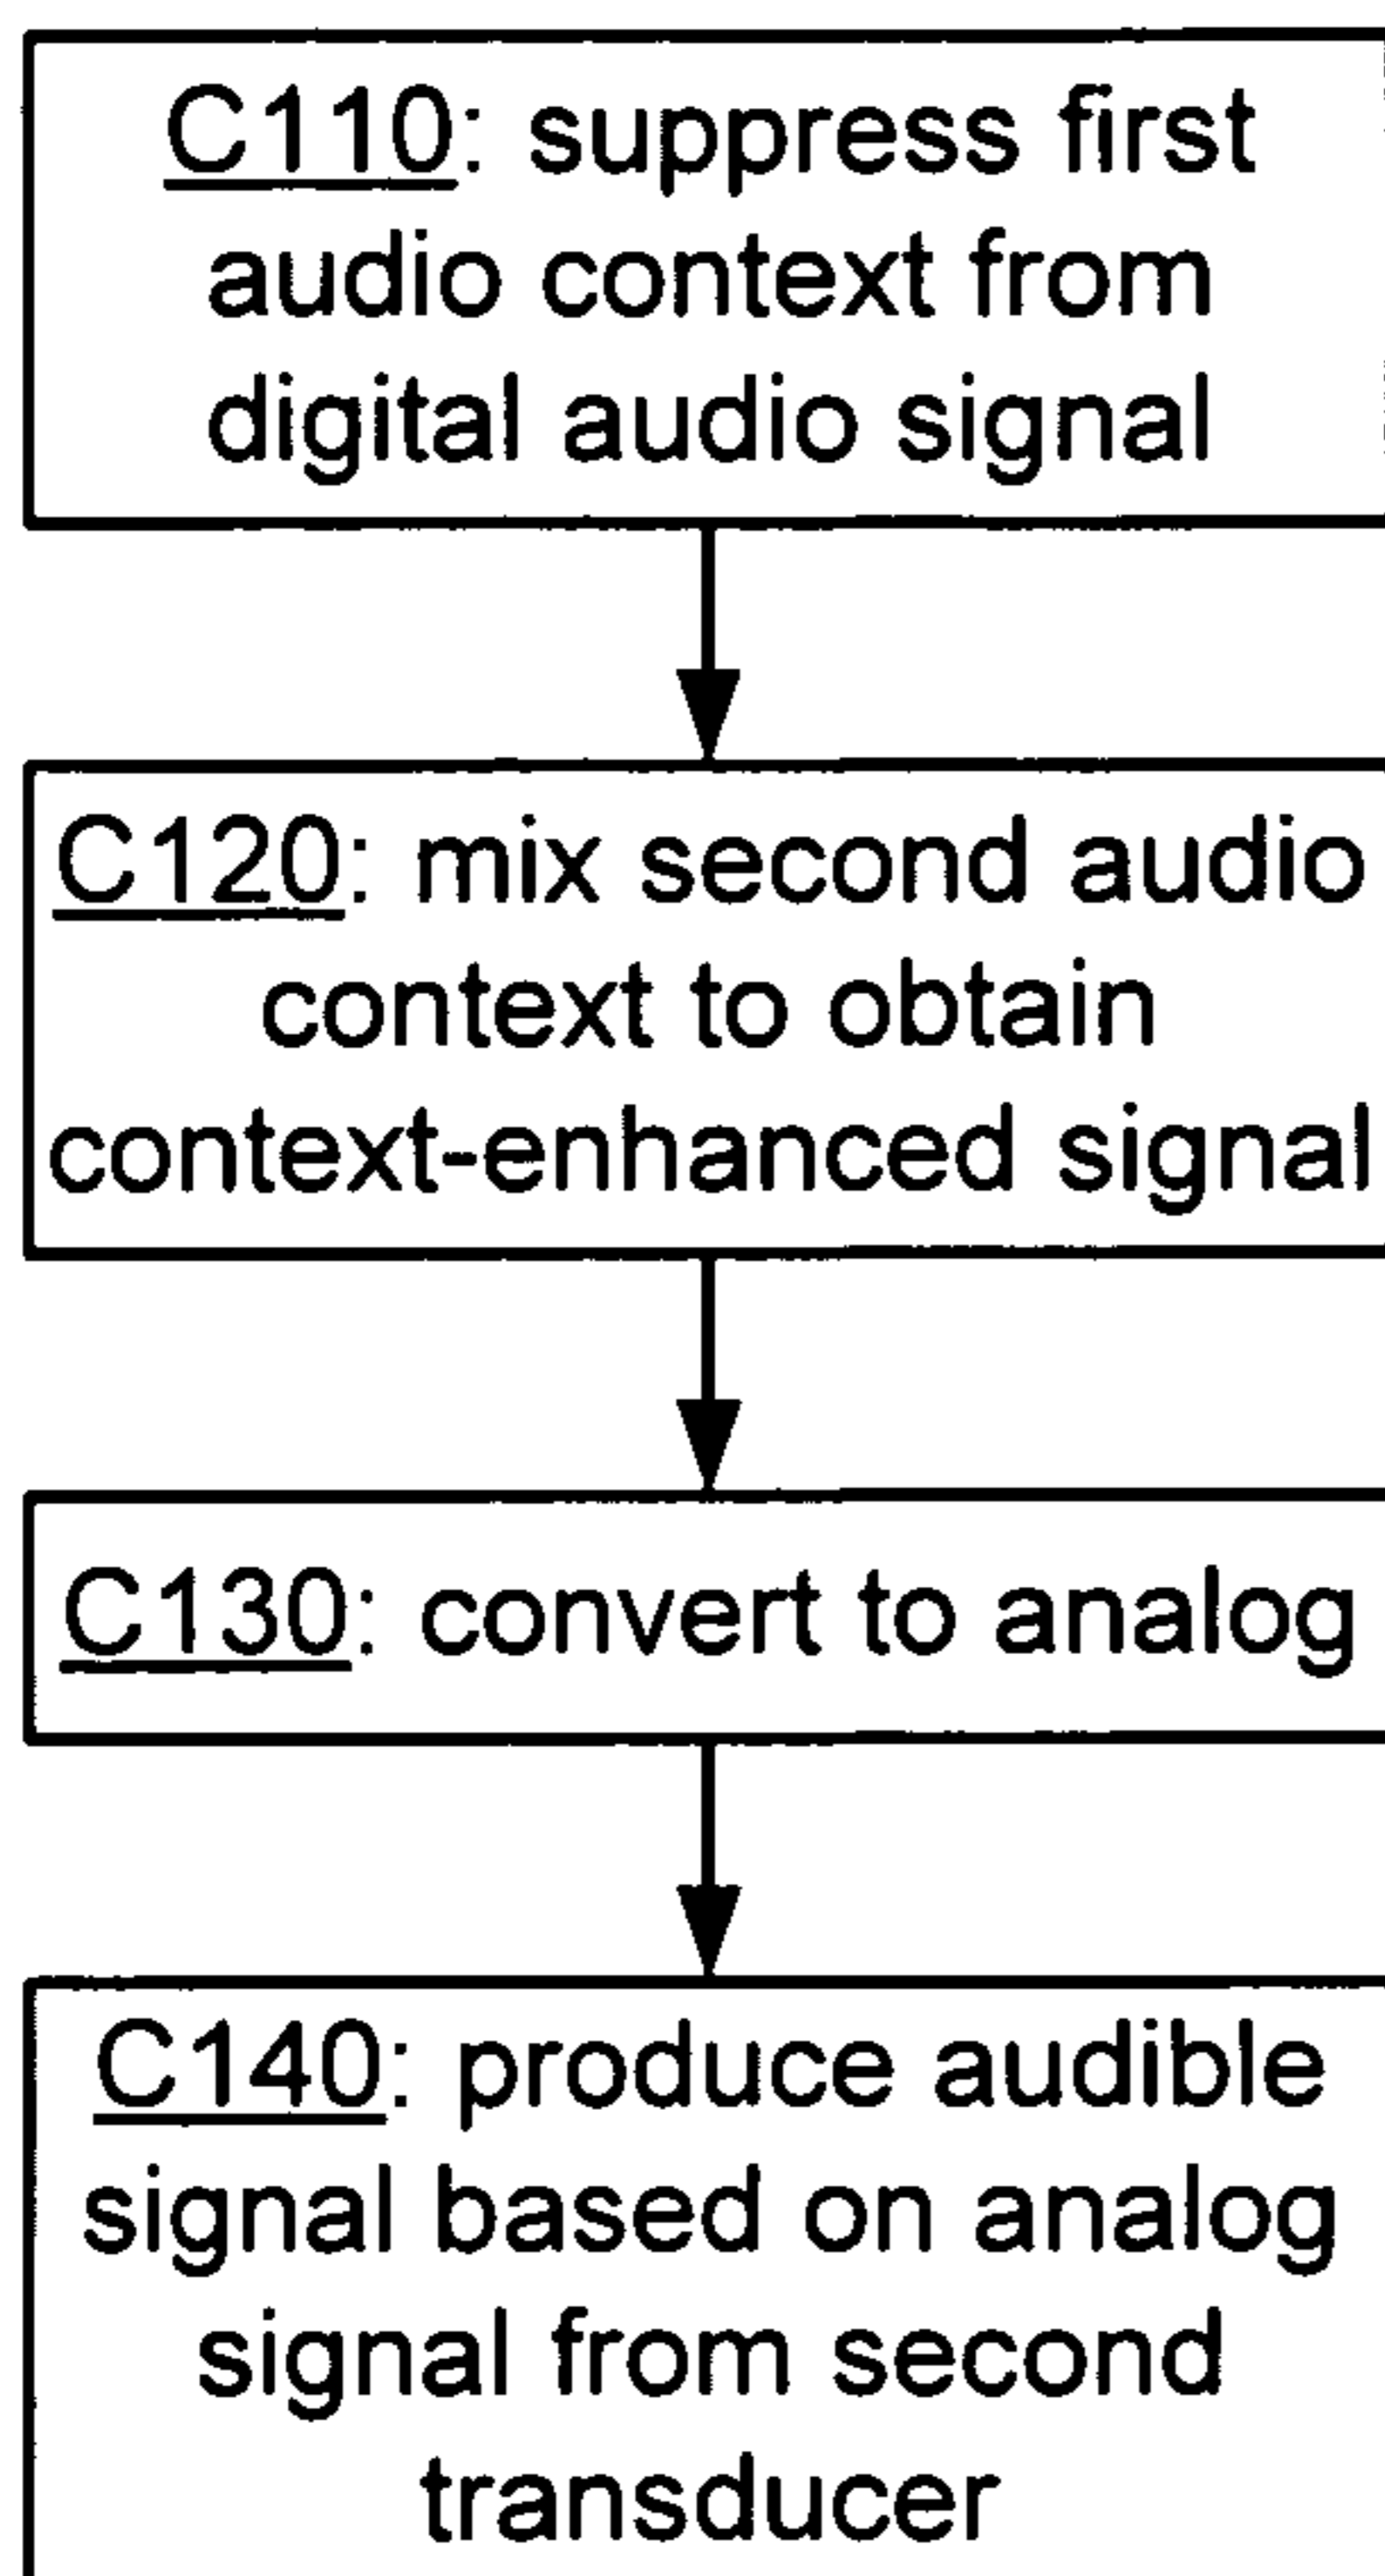 C110: suppress first
audio context from
digital audio signal
C120: mix second audio
context to obtain
context-enhanced signal
C130: convert to analog
C140: produce audible
signal based on analog
signal from second
transducer